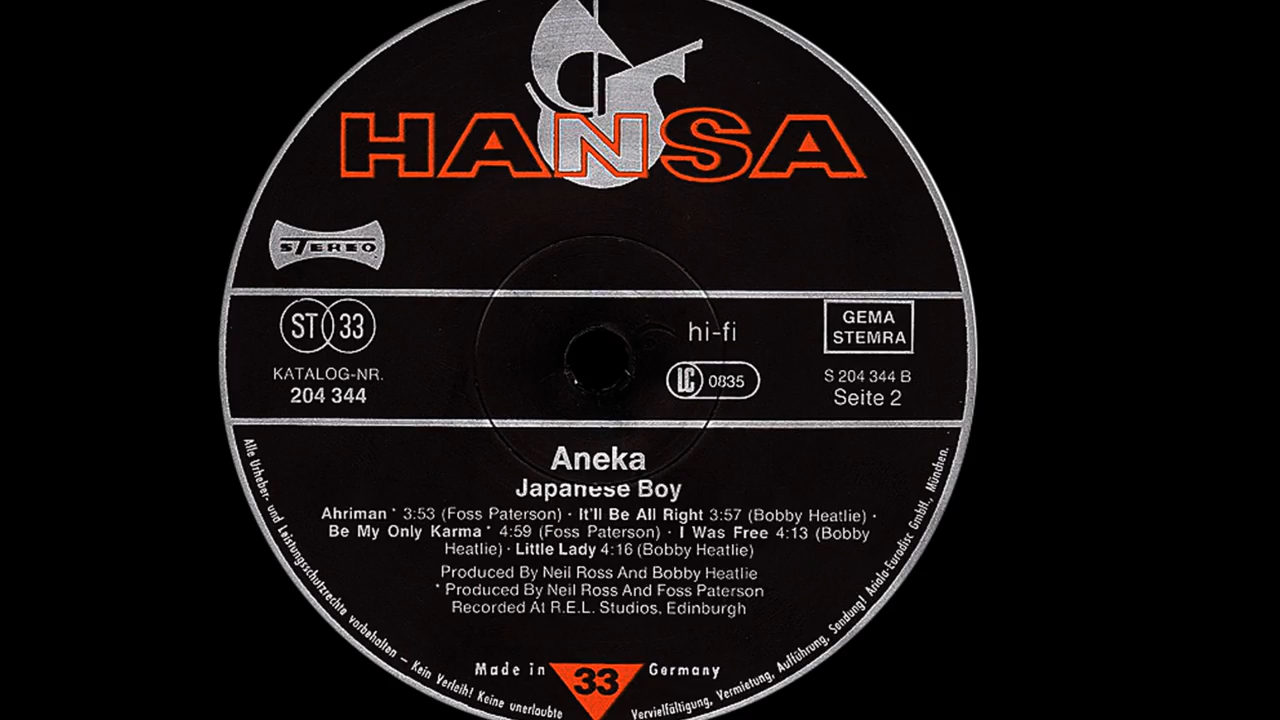 HANSA
STEREO
ST 33
hi-fi
GEMA
STEMRA
KATALOG-NR.
204 344
LC 0835
S 204 344 B
Seite 2
Aneka
Japanese Boy
Ahriman * 3:53 (Foss Paterson) · It'll Be All Right 3:57 (Bobby Heatlie) ·
Be My Only Karma * 4:59 (Foss Paterson) · I Was Free 4:13 (Bobby
Heatlie) · Little Lady 4:16 (Bobby Heatlie)
Produced By Neil Ross And Bobby Heatlie
* Produced By Neil Ross And Foss Paterson
Recorded At R.E.L. Studios, Edinburgh
Made in 33 Germany
Alle Urheber- und Leistungsschutzrechte vorbehalten – Kein Verleih! Keine unerlaubte Vervielfältigung, Vermietung, Aufführung, Sendung! Ariola-Eurodisc GmbH., München.